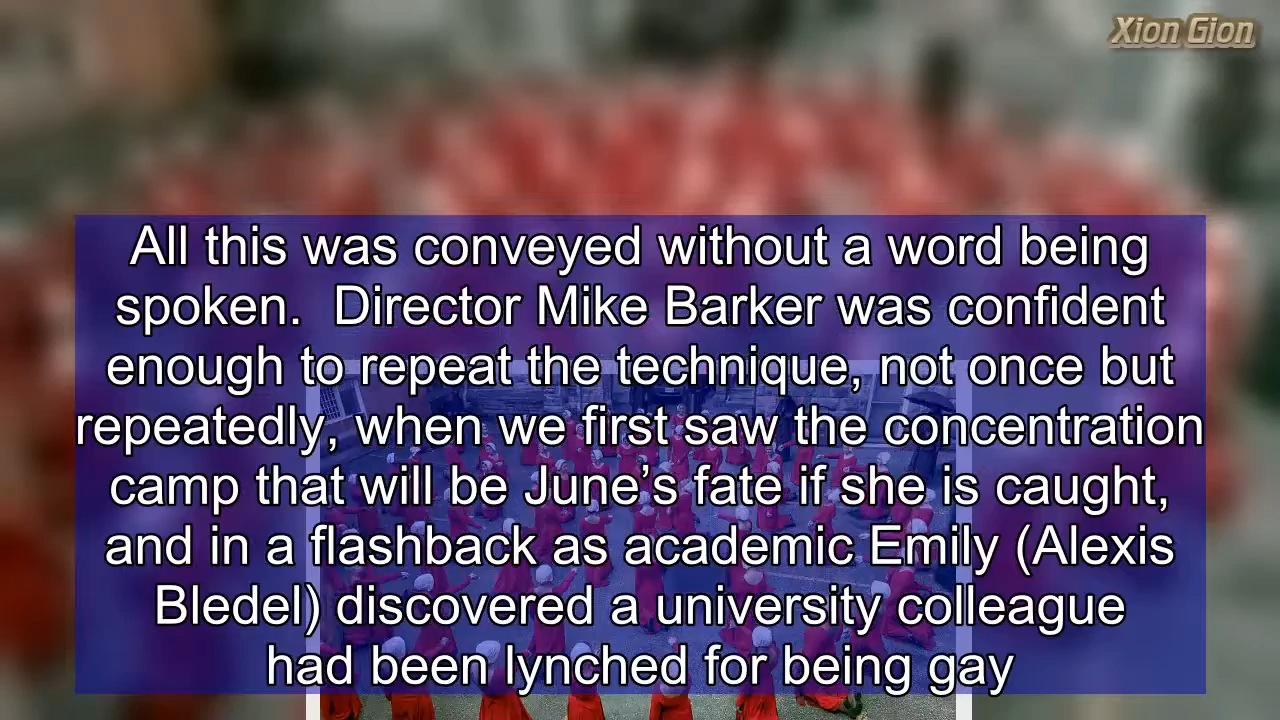 Xion Gion
All this was conveyed without a word being
spoken.  Director Mike Barker was confident
enough to repeat the technique, not once but
repeatedly, when we first saw the concentration
camp that will be June’s fate if she is caught,
and in a flashback as academic Emily (Alexis
Bledel) discovered a university colleague
had been lynched for being gay